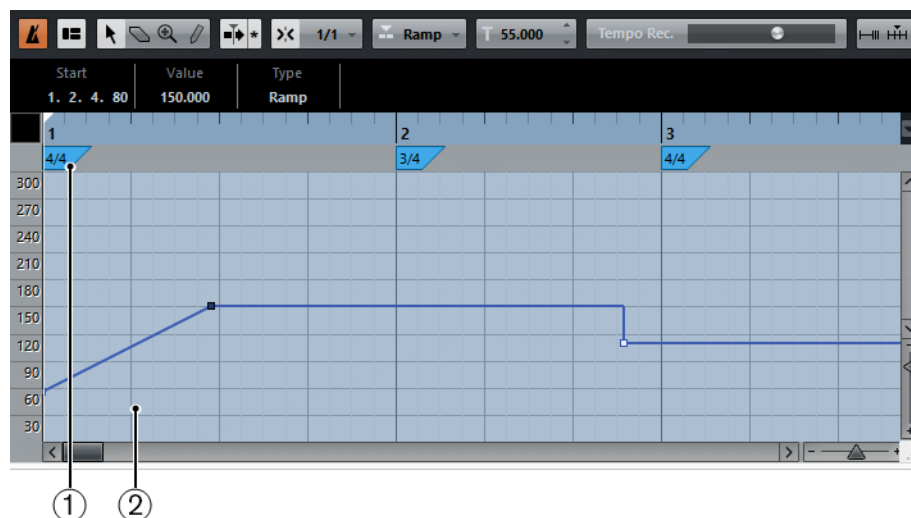 1/1 Ramp T 55.000 Tempo Rec.
Start Value Type
1. 2. 4. 80 150.000 Ramp
1 2 3
4/4 3/4 4/4
300
270
240
210
180
150
120
90
60
30
1 2